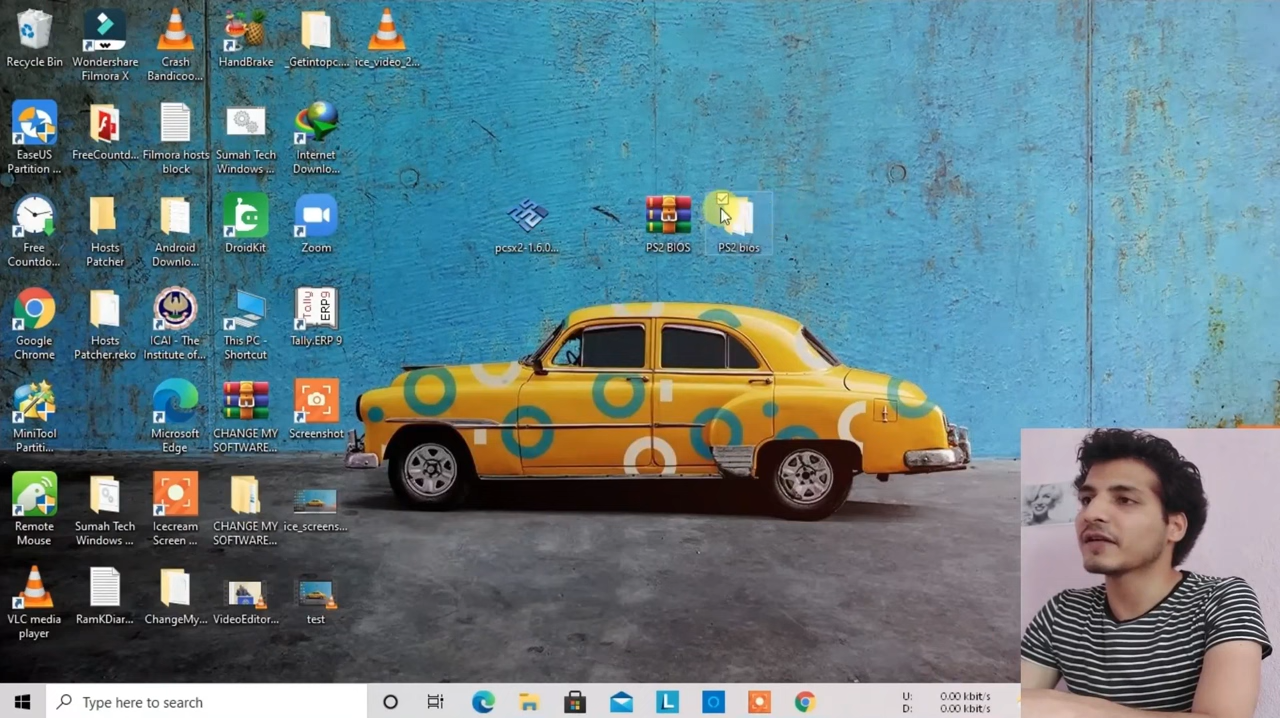 Recycle Bin
Wondershare
Filmora X
Crash
Bandicoo...
HandBrake
_Getintopc....
ice_video_2...
EaseUS
Partition ...
FreeCountd...
Filmora hosts
block
Sumah Tech
Windows ...
Internet
Downlo...
Free
Countdo...
Hosts
Patcher
Android
Downlo...
DroidKit
Zoom
pcsx2-1.6.0...
PS2 BIOS
PS2 bios
Google
Chrome
Hosts
Patcher.reko
ICAI - The
Institute of...
This PC -
Shortcut
Tally
ERP9
Tally.ERP 9
MiniTool
Partiti...
Microsoft
Edge
CHANGE MY
SOFTWARE...
Screenshot
Remote
Mouse
Sumah Tech
Windows ...
Icecream
Screen ...
CHANGE MY
SOFTWARE...
ice_screens...
VLC media
player
RamKDiar...
ChangeMy...
VideoEditor...
test
Type here to search
L
U: 0.00 kbit/s
D: 0.00 kbit/s